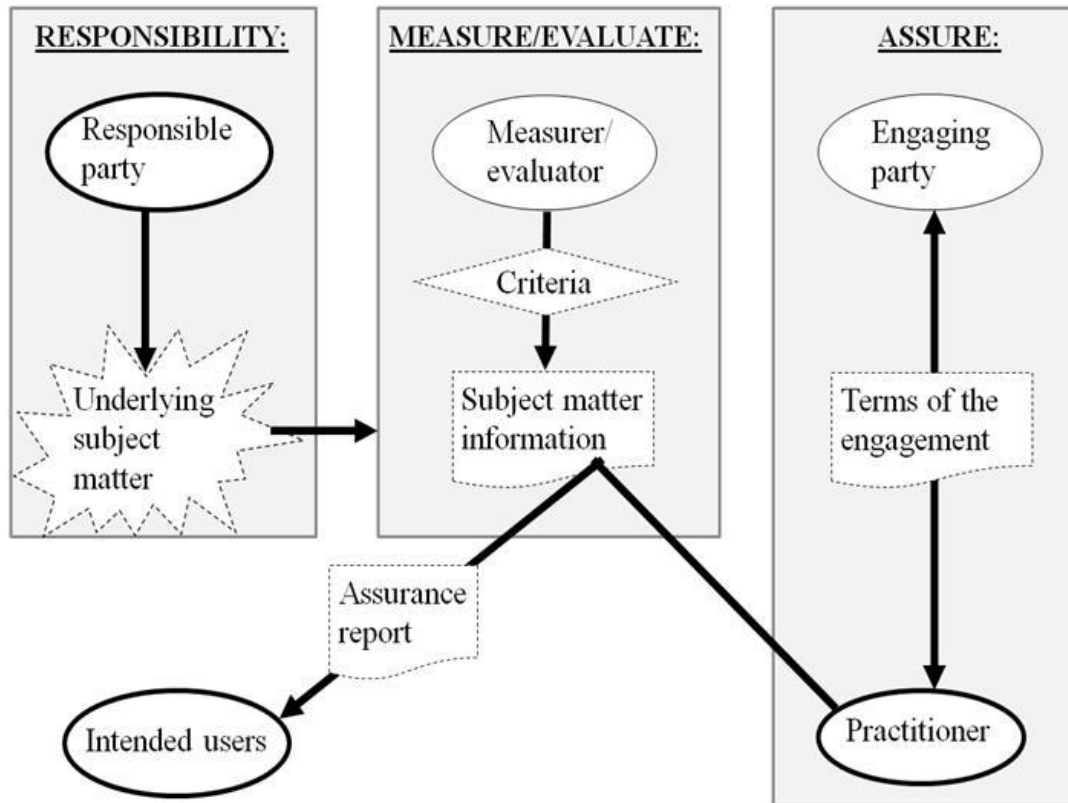 RESPONSIBILITY:
MEASURE/EVALUATE:
ASSURE:
Responsible
party
Measurer/
evaluator
Engaging
party
Criteria
Underlying
subject
matter
Subject matter
information
Terms of the
engagement
Assurance
report
Intended users
Practitioner